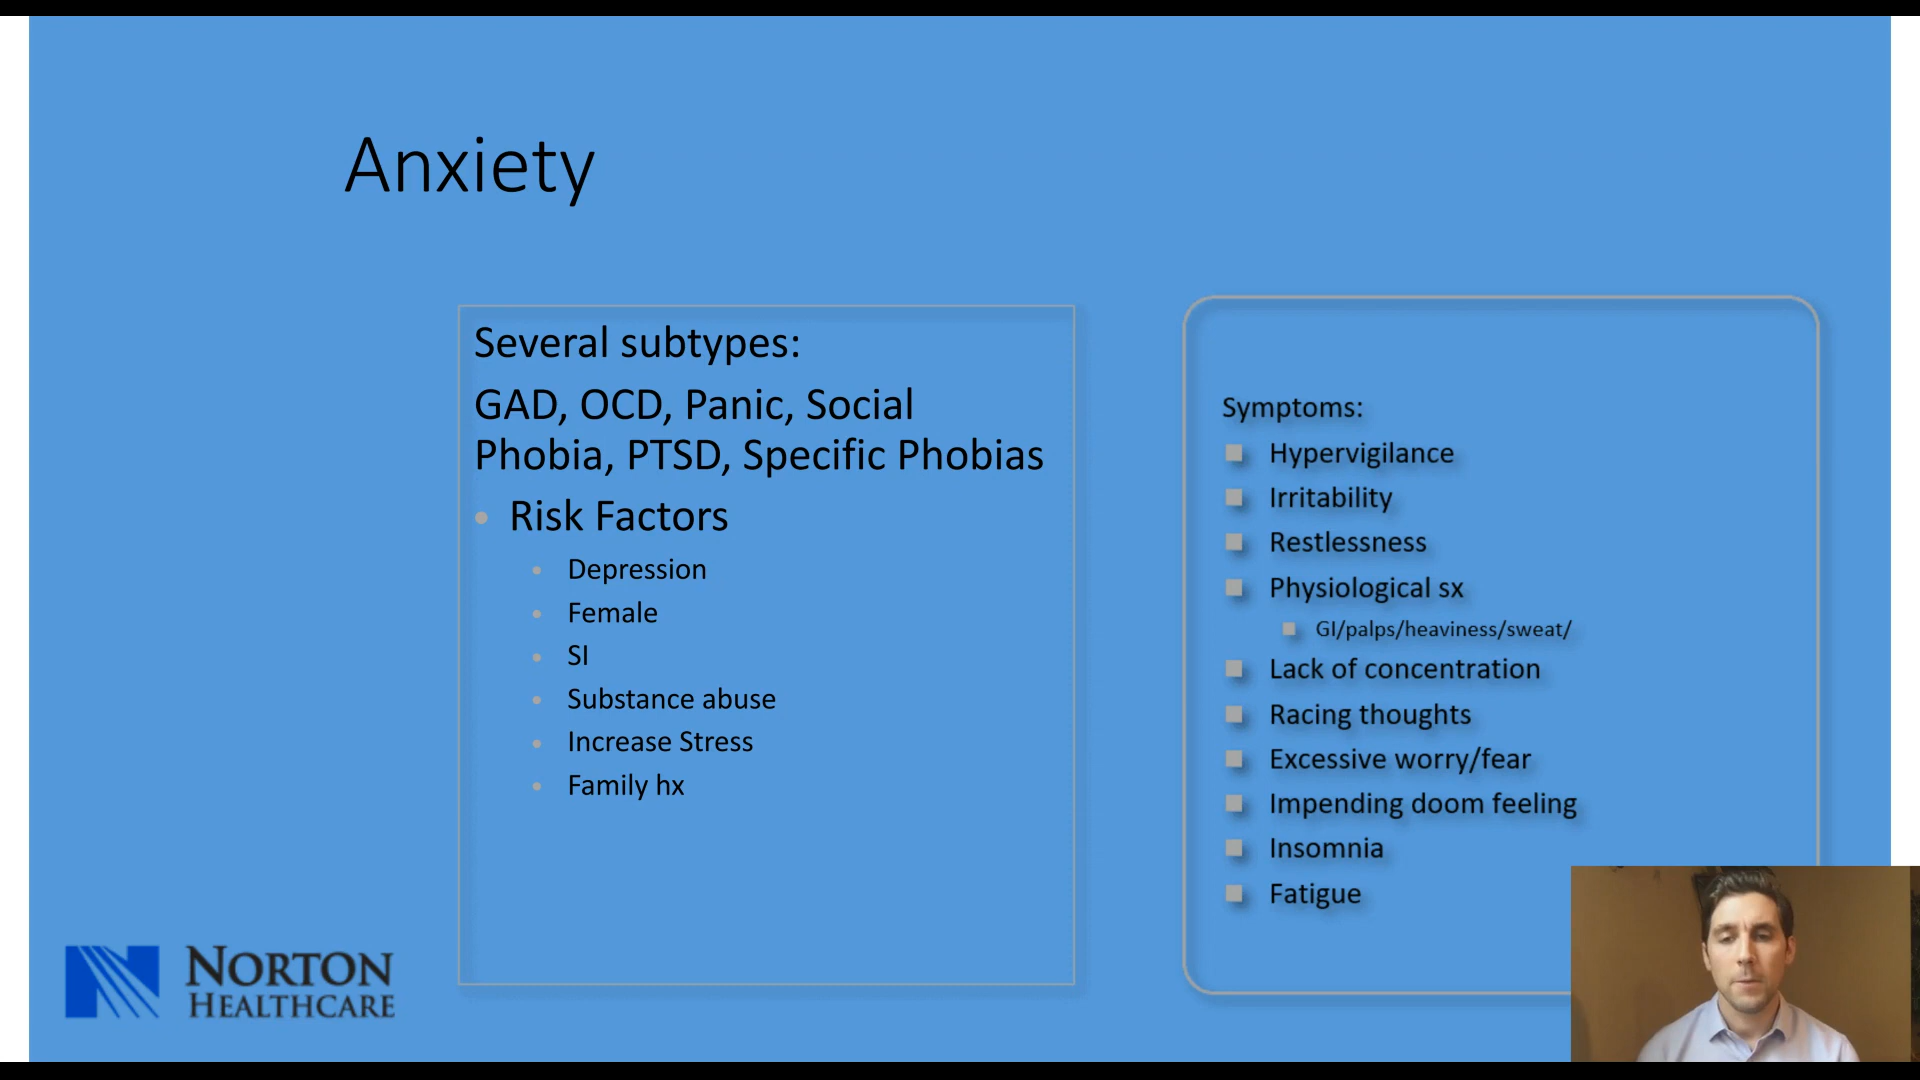 Anxiety
Several subtypes:
GAD, OCD, Panic, Social
Phobia, PTSD, Specific Phobias
Risk Factors
Depression
Female
SI
Substance abuse
Increase Stress
Family hx
Symptoms:
Hypervigilance
Irritability
Restlessness
Physiological sx
GI/palps/heaviness/sweat/
Lack of concentration
Racing thoughts
Excessive worry/fear
Impending doom feeling
Insomnia
Fatigue
NORTON
HEALTHCARE